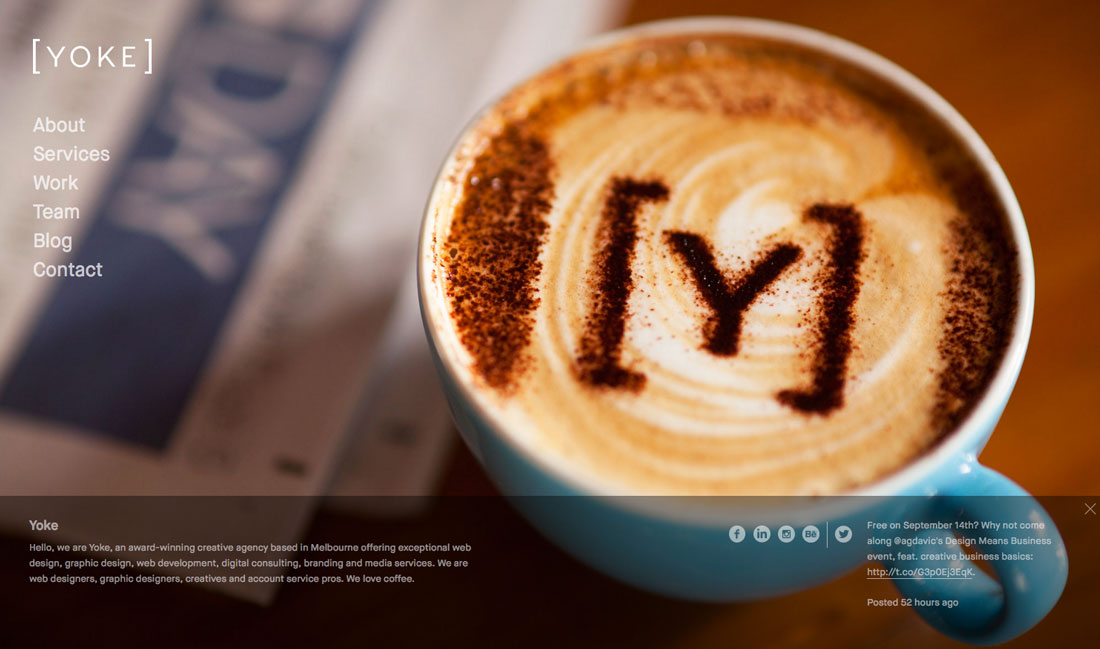 [YOKE]
About
Services
Work
Team
Blog
Contact
DAY
[Y]
Yoke
Hello, we are Yoke, an award-winning creative agency based in Melbourne offering exceptional web
design, graphic design, web development, digital consulting, branding and media services. We are
web designers, graphic designers, creatives and account service pros. We love coffee.
f in Bē
Free on September 14th? Why not come
along @agdavic's Design Means Business
event, feat. creative business basics:
http://t.co/G3p0Ej3EqK.
Posted 52 hours ago